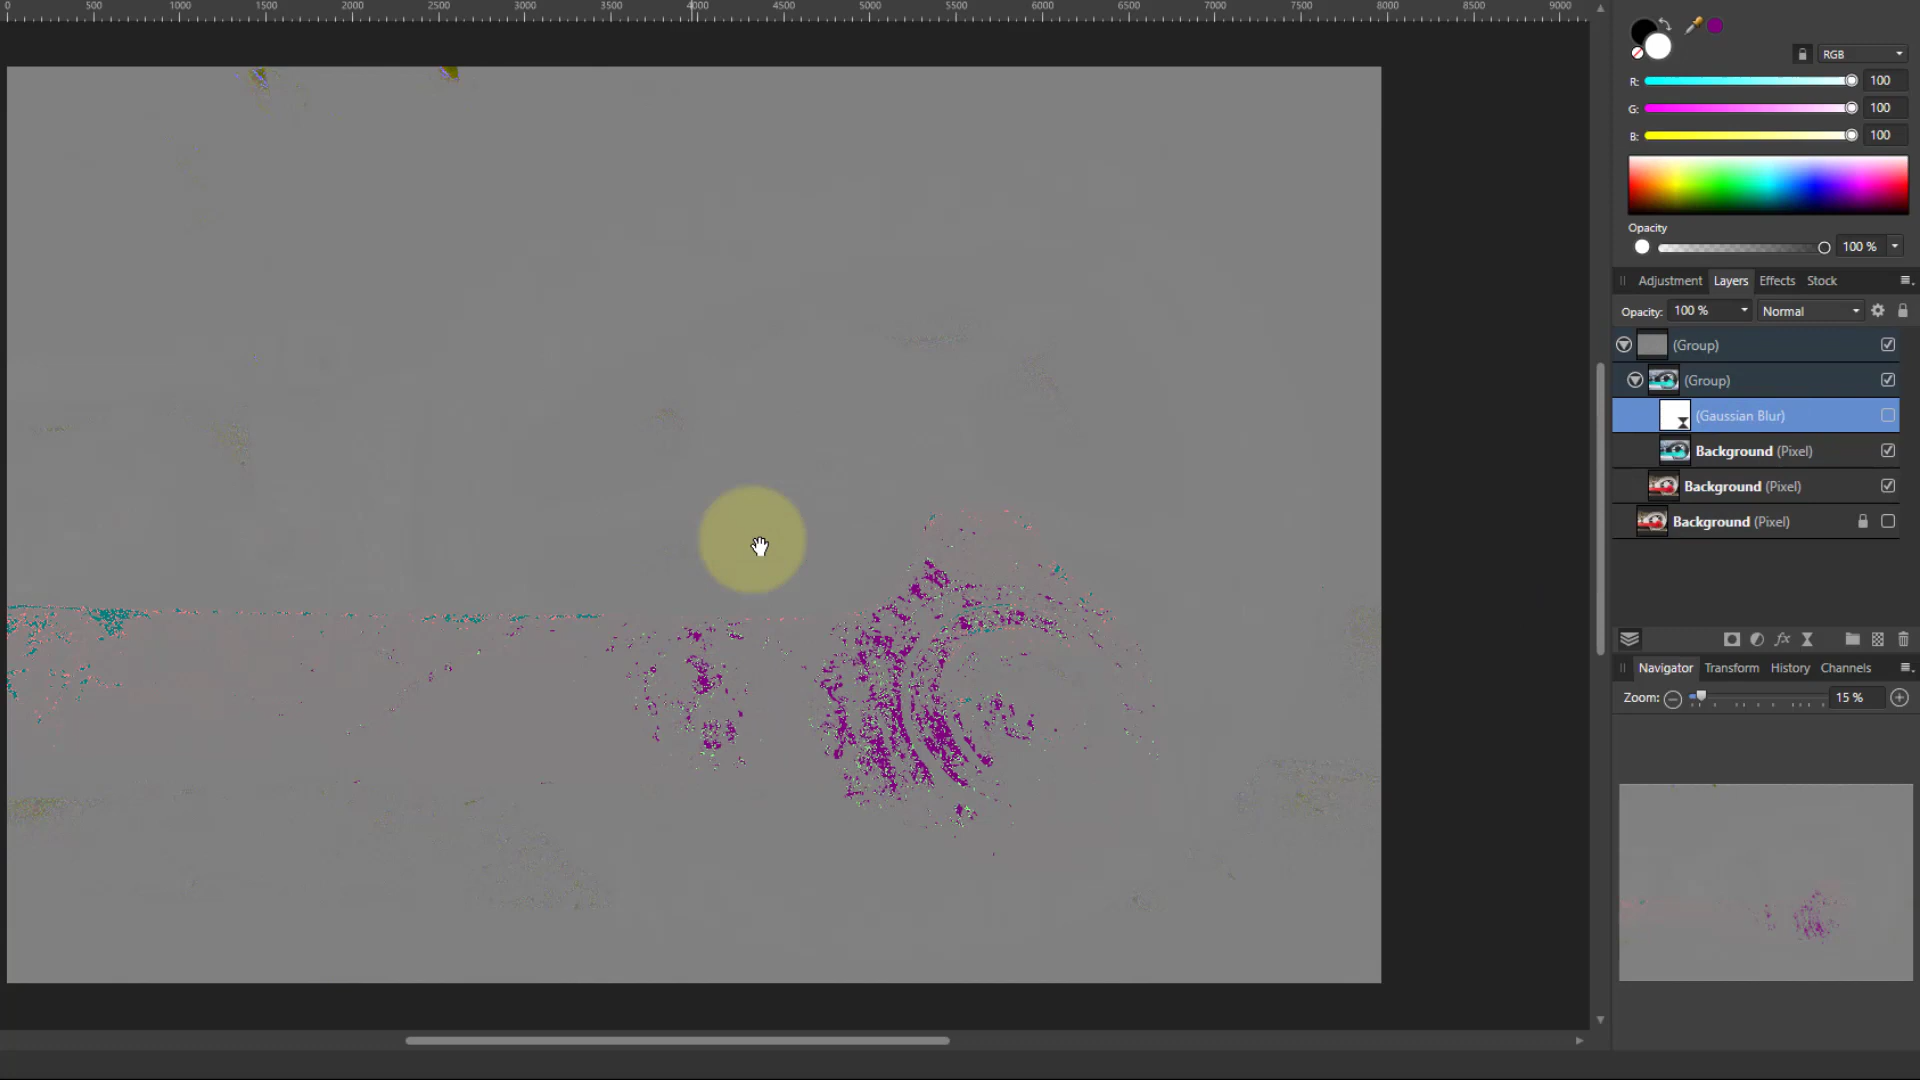 0 500 1000 1500 2000 2500 3000 3500 4000 4500 5000 5500 6000 6500 7000 7500 8000 8500 9000
RGB
R: 100
G: 100
B: 100
Opacity
100 %
Adjustment Layers Effects Stock
Opacity: 100 % Normal
(Group)
(Group)
(Gaussian Blur)
Background (Pixel)
Background (Pixel)
Background (Pixel)
fx
Navigator Transform History Channels
Zoom: 15 %